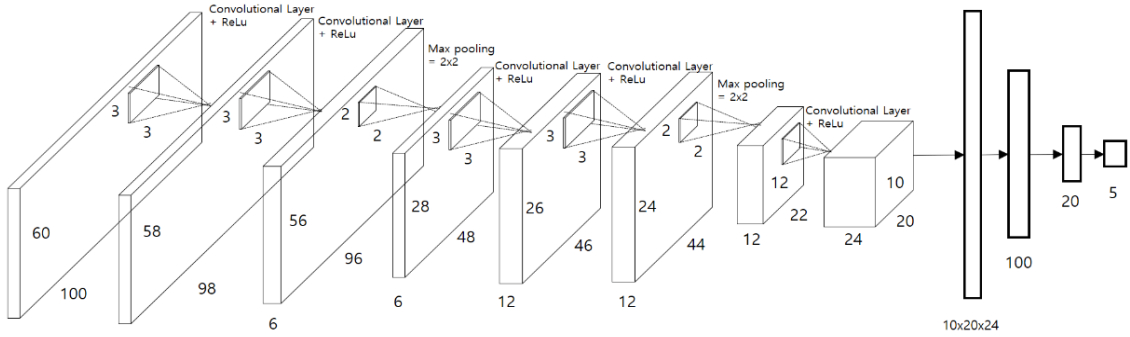 Convolutional Layer
+ ReLu
Convolutional Layer
+ ReLu
Max pooling
= 2x2
Convolutional Layer
+ ReLu
Convolutional Layer
+ ReLu
Max pooling
= 2x2
Convolutional Layer
+ ReLu
3
3
3
3
2
2
3
3
3
3
2
2
60
100
58
98
56
96
6
28
48
6
26
46
12
24
44
12
12
22
12
10
20
24
10x20x24
100
20
5